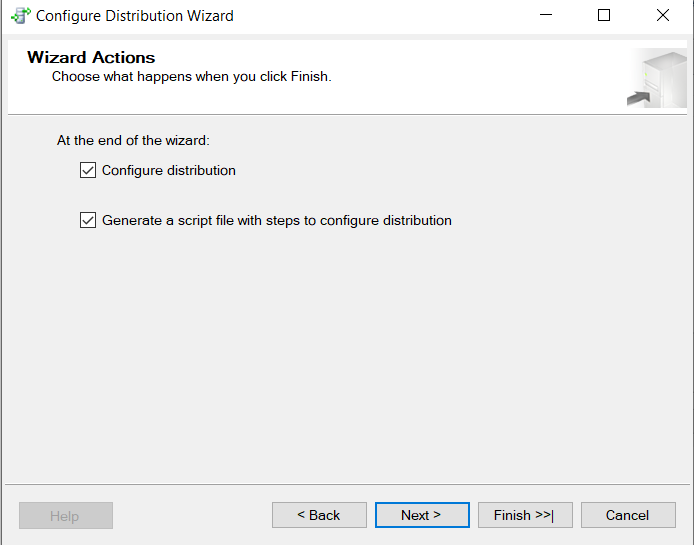 Configure Distribution Wizard
Wizard Actions
Choose what happens when you click Finish.
At the end of the wizard:
Configure distribution
Generate a script file with steps to configure distribution
Help
< Back
Next >
Finish >>|
Cancel